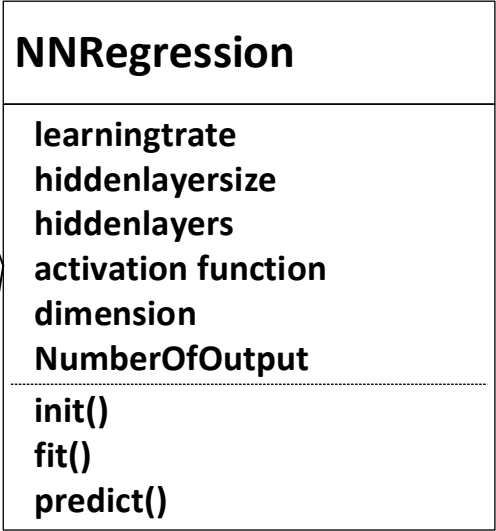 NNRegression
learningtrate
hiddenlayersize
hiddenlayers
activation function
dimension
NumberOfOutput
init()
fit()
predict()